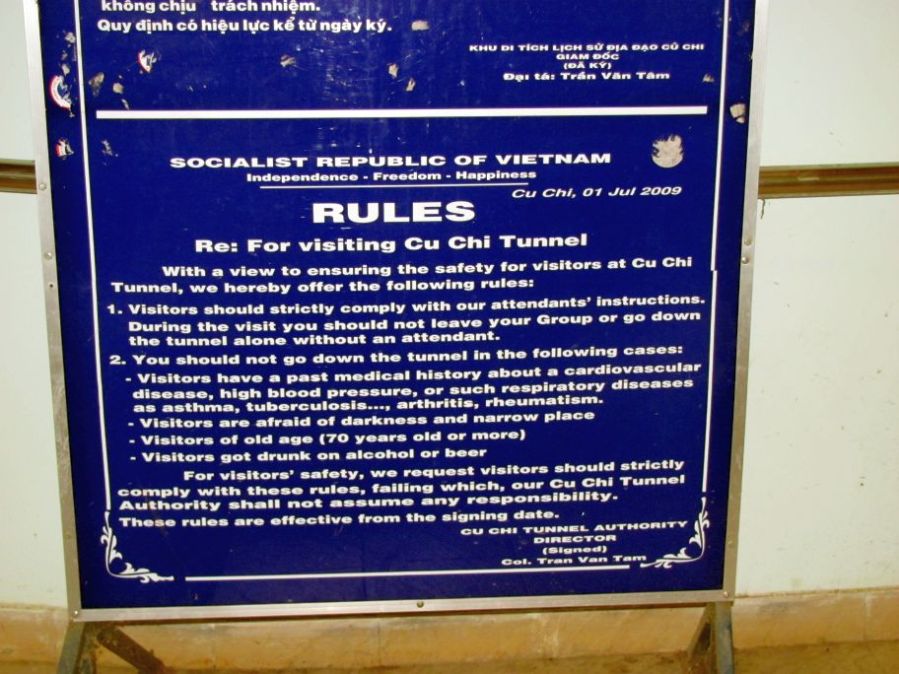 không chịu trách nhiệm.
Quy định có hiệu lực kể từ ngày ký.
KHU DI TÍCH LỊCH SỬ ĐỊA ĐẠO CỦ CHI
GIÁM ĐỐC
(ĐÃ KÝ)
Đại tá: Trần Văn Tâm
SOCIALIST REPUBLIC OF VIETNAM
Independence - Freedom - Happiness
Cu Chi, 01 Jul 2009
RULES
Re: For visiting Cu Chi Tunnel
With a view to ensuring the safety for visitors at Cu Chi
Tunnel, we hereby offer the following rules:
1. Visitors should strictly comply with our attendants' instructions.
During the visit you should not leave your Group or go down
the tunnel alone without an attendant.
2. You should not go down the tunnel in the following cases:
- Visitors have a past medical history about a cardiovascular
disease, high blood pressure, or such respiratory diseases
as asthma, tuberculosis..., arthritis, rheumatism.
- Visitors are afraid of darkness and narrow place
- Visitors of old age (70 years old or more)
- Visitors got drunk on alcohol or beer
For visitors' safety, we request visitors should strictly
comply with these rules, failing which, our Cu Chi Tunnel
Authority shall not assume any responsibility.
These rules are effective from the signing date.
CU CHI TUNNEL AUTHORITY
DIRECTOR
(Signed)
Col. Tran Van Tam